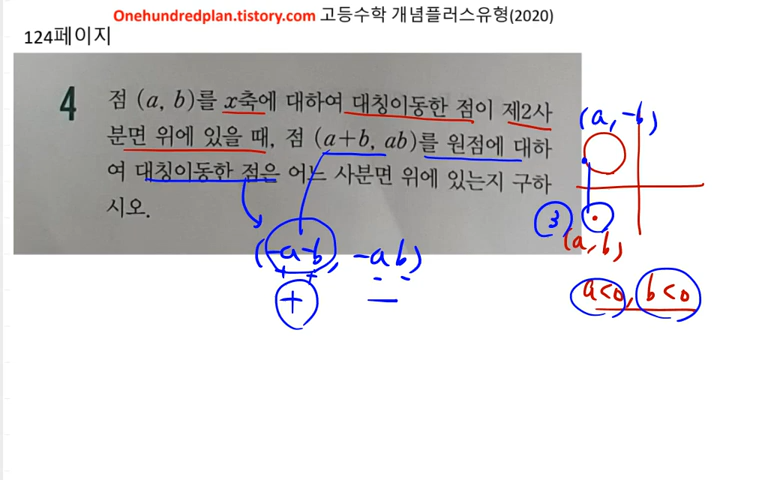 Onehundredplan.tistory.com 고등수학 개념플러스유형(2020)
124페이지
4 점 (a, b)를 x축에 대하여 대칭이동한 점이 제2사
분면 위에 있을 때, 점 (a+b, ab)를 원점에 대하
여 대칭이동한 점은 어느 사분면 위에 있는지 구하
시오.
(a, -b)
3
(a, b)
(-a-b, -ab)
+ + - -
+ -
a<0, b<0